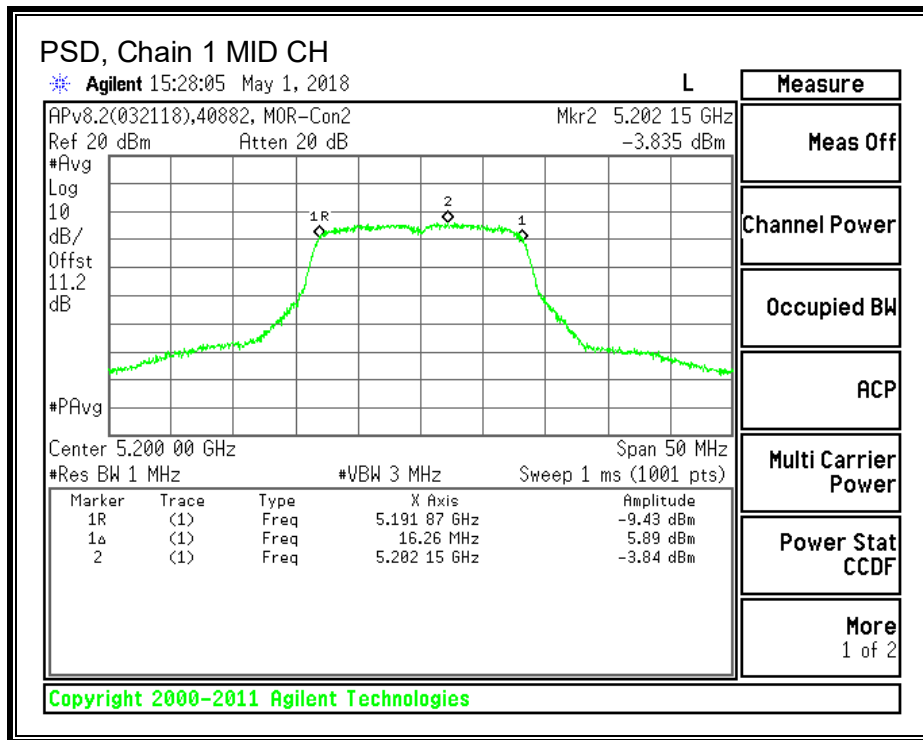 PSD, Chain 1 MID CH
Agilent 15:28:05 May 1, 2018 L
Measure
APv8.2(032118),40882, MOR-Con2 Mkr2 5.202 15 GHz
Ref 20 dBm Atten 20 dB -3.835 dBm
Meas Off
#Avg
Log
10
dB/
Offst
11.2
dB
#PAvg
1R
2
1
Channel Power
Occupied BW
ACP
Center 5.200 00 GHz Span 50 MHz
#Res BW 1 MHz #VBW 3 MHz Sweep 1 ms (1001 pts)
Multi Carrier
Power
Marker Trace Type X Axis Amplitude
1R (1) Freq 5.191 87 GHz -9.43 dBm
1Δ (1) Freq 16.26 MHz 5.89 dBm
2 (1) Freq 5.202 15 GHz -3.84 dBm
Power Stat
CCDF
More
1 of 2
Copyright 2000-2011 Agilent Technologies